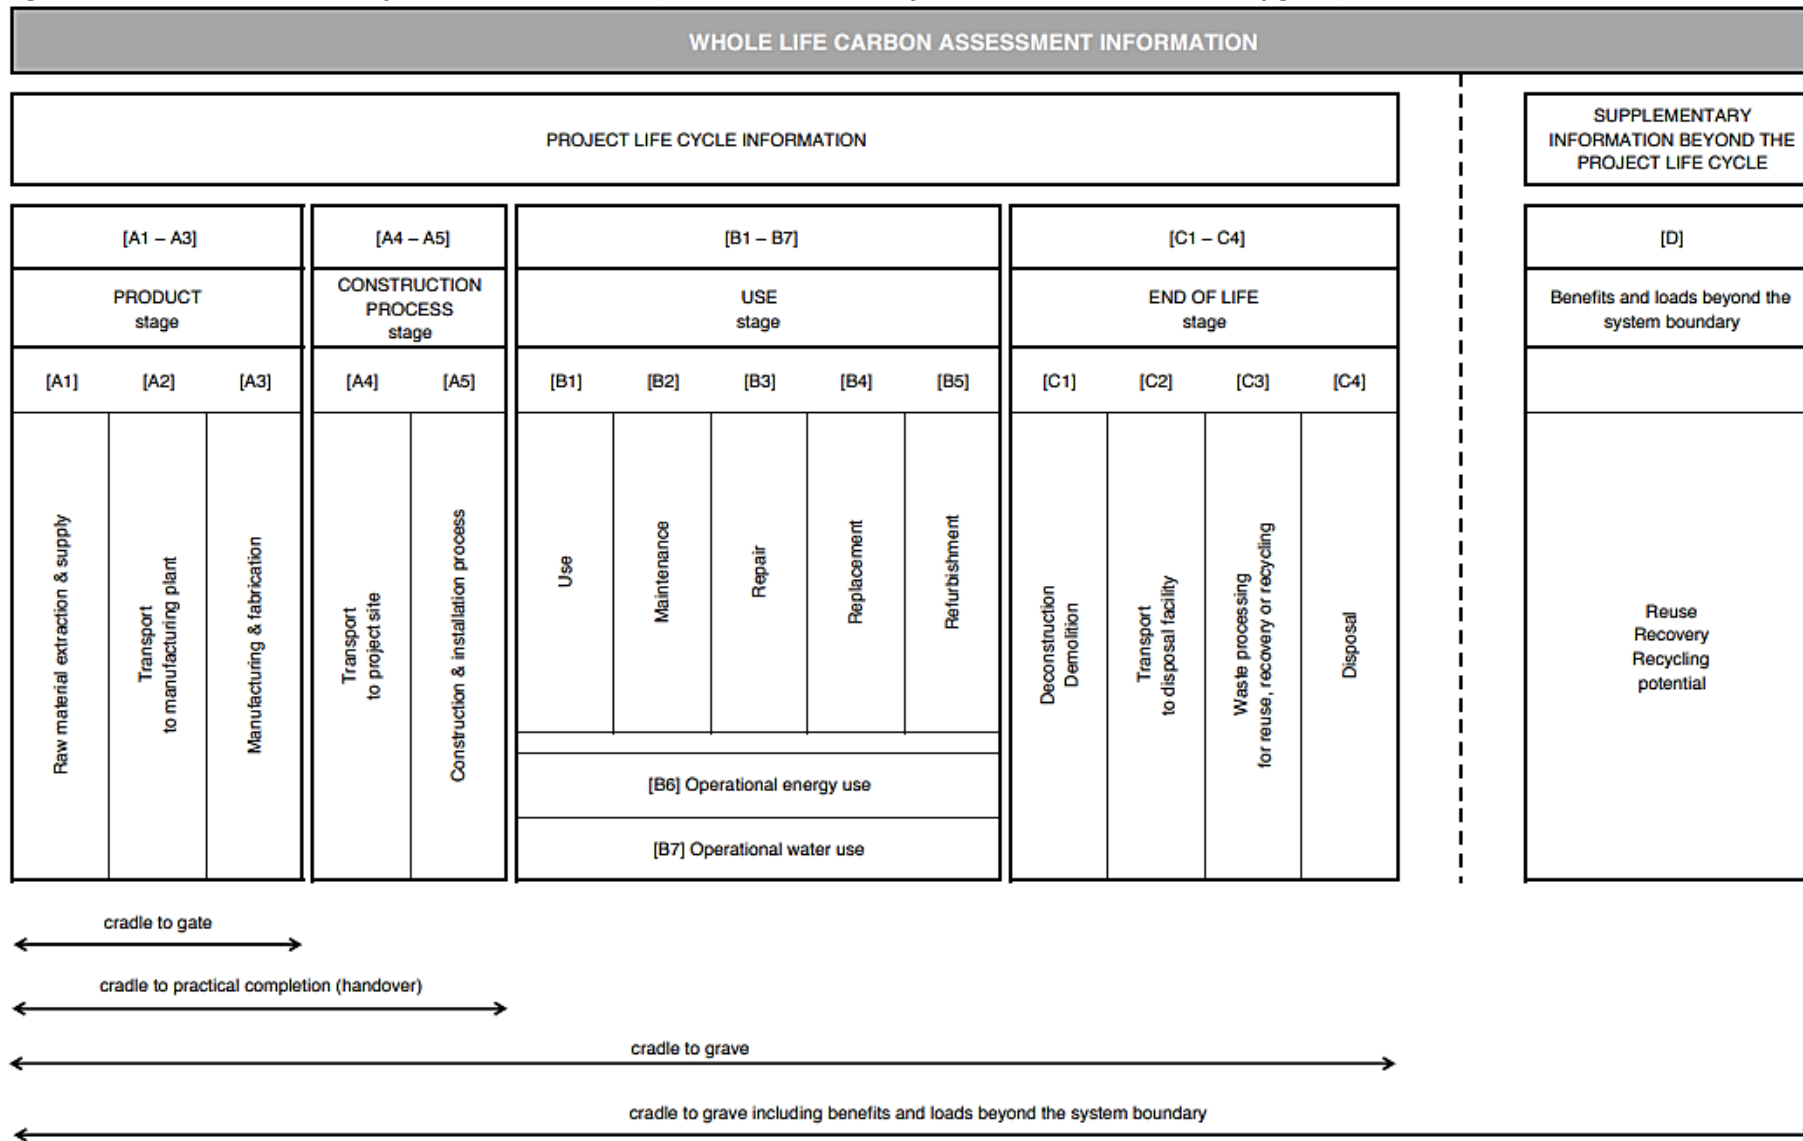 WHOLE LIFE CARBON ASSESSMENT INFORMATION
PROJECT LIFE CYCLE INFORMATION
SUPPLEMENTARY
INFORMATION BEYOND THE
PROJECT LIFE CYCLE
[A1 – A3]
[A4 – A5]
[B1 – B7]
[C1 – C4]
[D]
PRODUCT
stage
CONSTRUCTION
PROCESS
stage
USE
stage
END OF LIFE
stage
Benefits and loads beyond the
system boundary
[A1]
[A2]
[A3]
[A4]
[A5]
[B1]
[B2]
[B3]
[B4]
[B5]
[C1]
[C2]
[C3]
[C4]
Raw material extraction & supply
Transport
to manufacturing plant
Manufacturing & fabrication
Transport
to project site
Construction & installation process
Use
Maintenance
Repair
Replacement
Refurbishment
[B6] Operational energy use
[B7] Operational water use
Deconstruction
Demolition
Transport
to disposal facility
Waste processing
for reuse, recovery or recycling
Disposal
Reuse
Recovery
Recycling
potential
cradle to gate
cradle to practical completion (handover)
cradle to grave
cradle to grave including benefits and loads beyond the system boundary